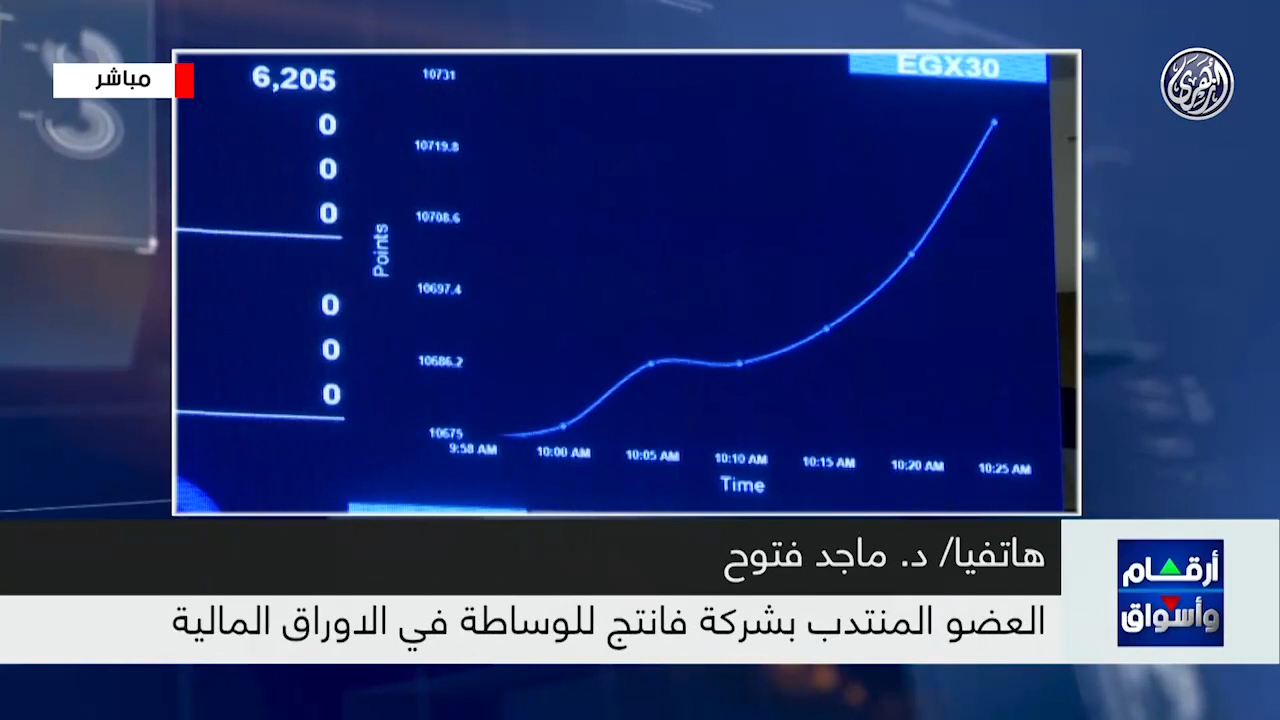 مباشر
المصري
EGX30
6,205
0
0
0
0
0
0
Points
10731
10719.8
10708.6
10697.4
10686.2
10675
9:58 AM 10:00 AM 10:05 AM 10:10 AM 10:15 AM 10:20 AM 10:25 AM
Time
هاتفيا/ د. ماجد فتوح
العضو المنتدب بشركة فانتج للوساطة في الاوراق المالية
أرقام
وأسواق